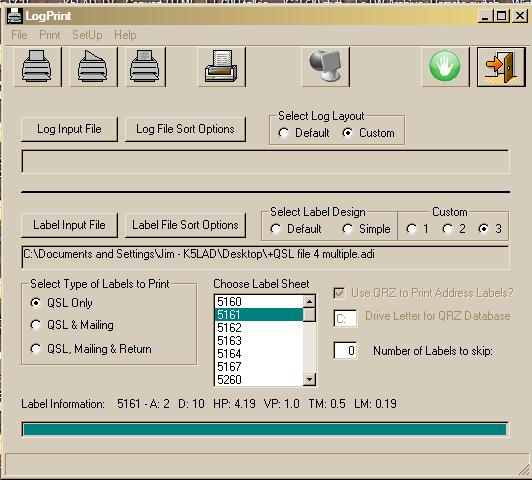 LogPrint
File Print SetUp Help
Log Input File Log File Sort Options Select Log Layout
Default Custom
Label Input File Label File Sort Options Select Label Design Custom
Default Simple 1 2 3
C:\Documents and Settings\Jim - K5LAD\Desktop\+QSL file 4 multiple.adi
Select Type of Labels to Print Choose Label Sheet
QSL Only 5160 Use QRZ to Print Address Labels?
5161
QSL & Mailing 5162 C: Drive Letter for QRZ Database
5163
QSL, Mailing & Return 5164 0 Number of Labels to skip:
5167
5260
Label Information: 5161 - A: 2 D: 10 HP: 4.19 VP: 1.0 TM: 0.5 LM: 0.19